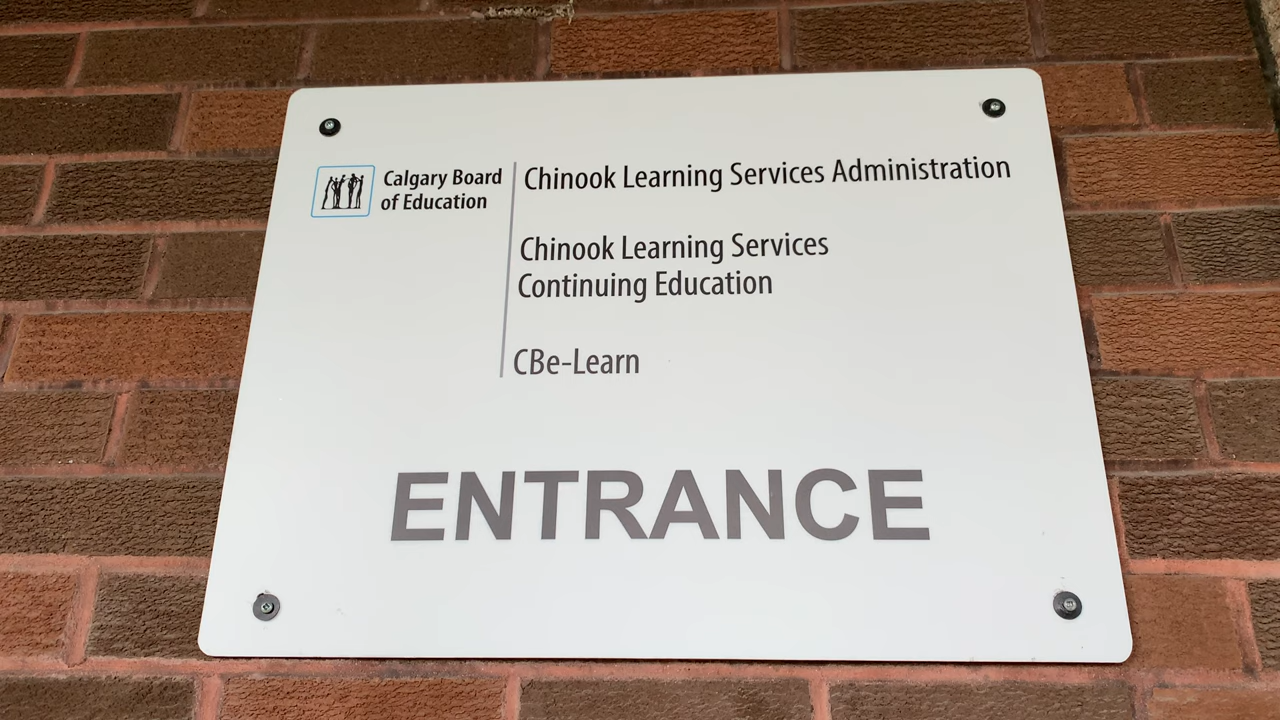 Calgary Board
of Education
Chinook Learning Services Administration
Chinook Learning Services
Continuing Education
CBe-Learn
ENTRANCE